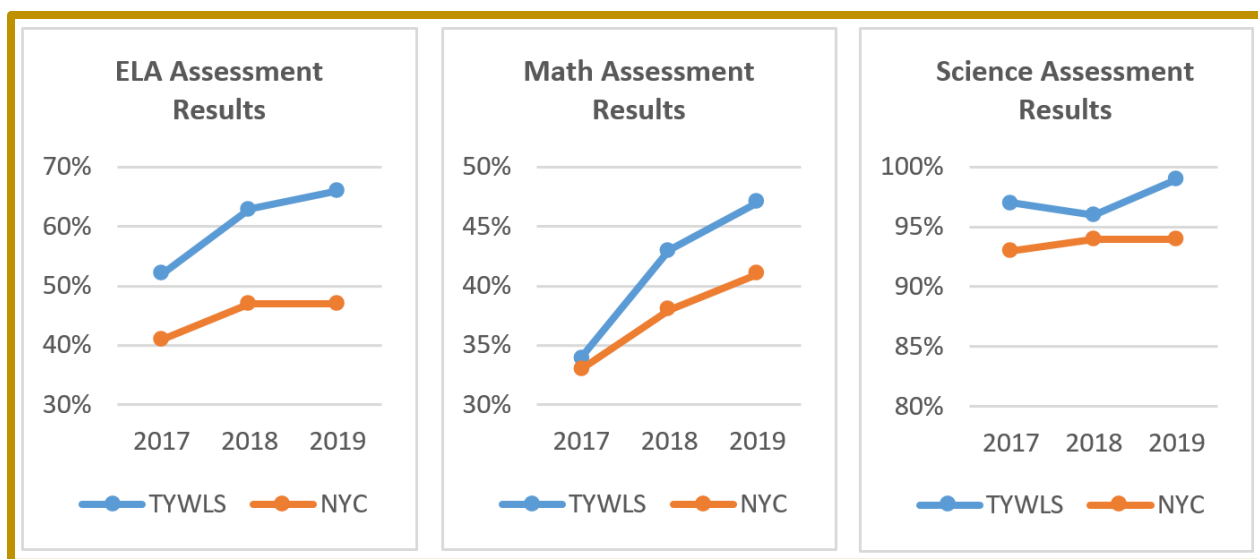 ELA Assessment
Results
70%
60%
50%
40%
30%
2017 2018 2019
TYWLS NYC
Math Assessment
Results
50%
45%
40%
35%
30%
2017 2018 2019
TYWLS NYC
Science Assessment
Results
100%
95%
90%
85%
80%
2017 2018 2019
TYWLS NYC